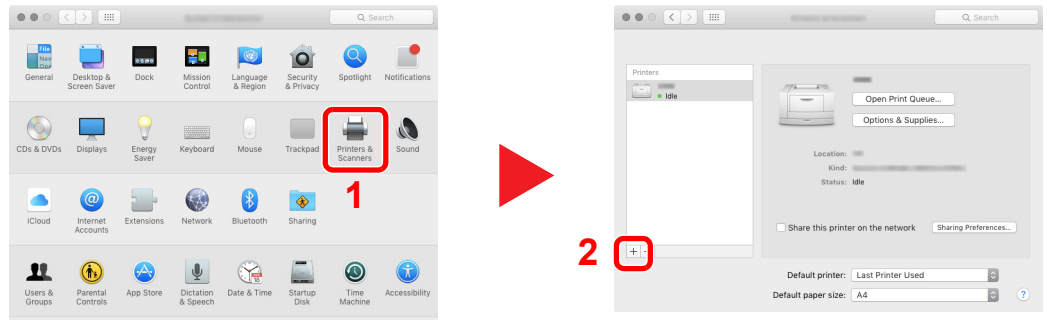 Search
File
New
Ope
General
Desktop &
Screen Saver
Dock
Mission
Control
Language
& Region
Security
& Privacy
Spotlight
Notifications
CDs & DVDs
Displays
Energy
Saver
Keyboard
Mouse
Trackpad
Printers &
Scanners
Sound
1
iCloud
Internet
Accounts
Extensions
Network
Bluetooth
Sharing
Users &
Groups
Parental
Controls
App Store
Dictation
& Speech
Date & Time
Startup
Disk
Time
Machine
Accessibility
Search
Printers
Idle
Open Print Queue...
Options & Supplies...
Location:
Kind:
Status: Idle
Share this printer on the network
Sharing Preferences...
2
+ -
Default printer: Last Printer Used
Default paper size: A4
?